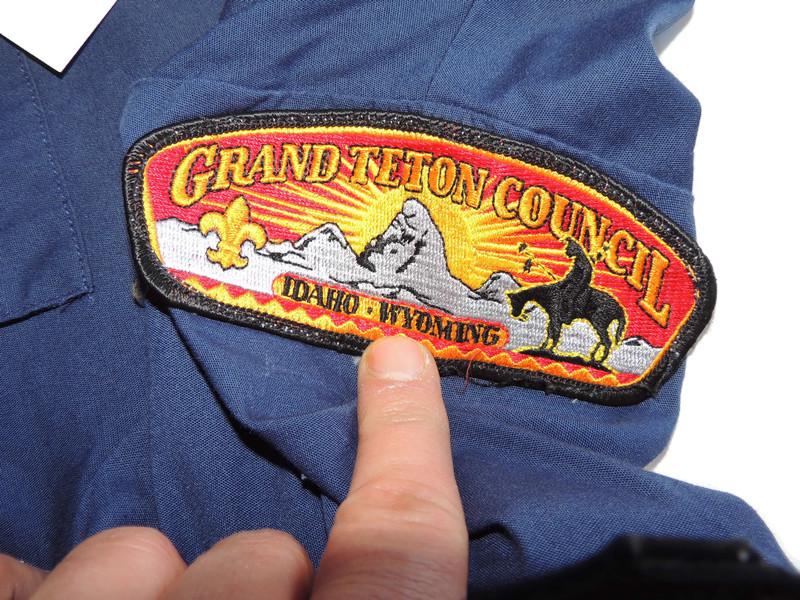 GRAND TETON COUNCIL
IDAHO · WYOMING